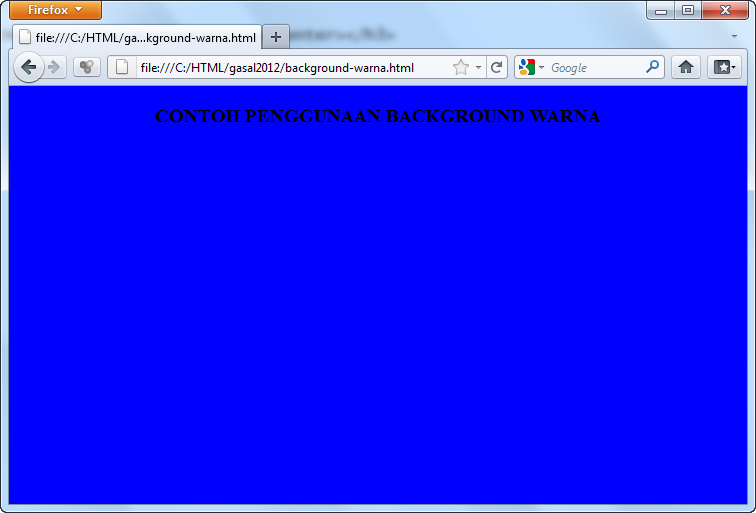 Firefox
file:///C:/HTML/ga...kground-warna.html
file:///C:/HTML/gasal2012/background-warna.html
Google
CONTOH PENGGUNAAN BACKGROUND WARNA